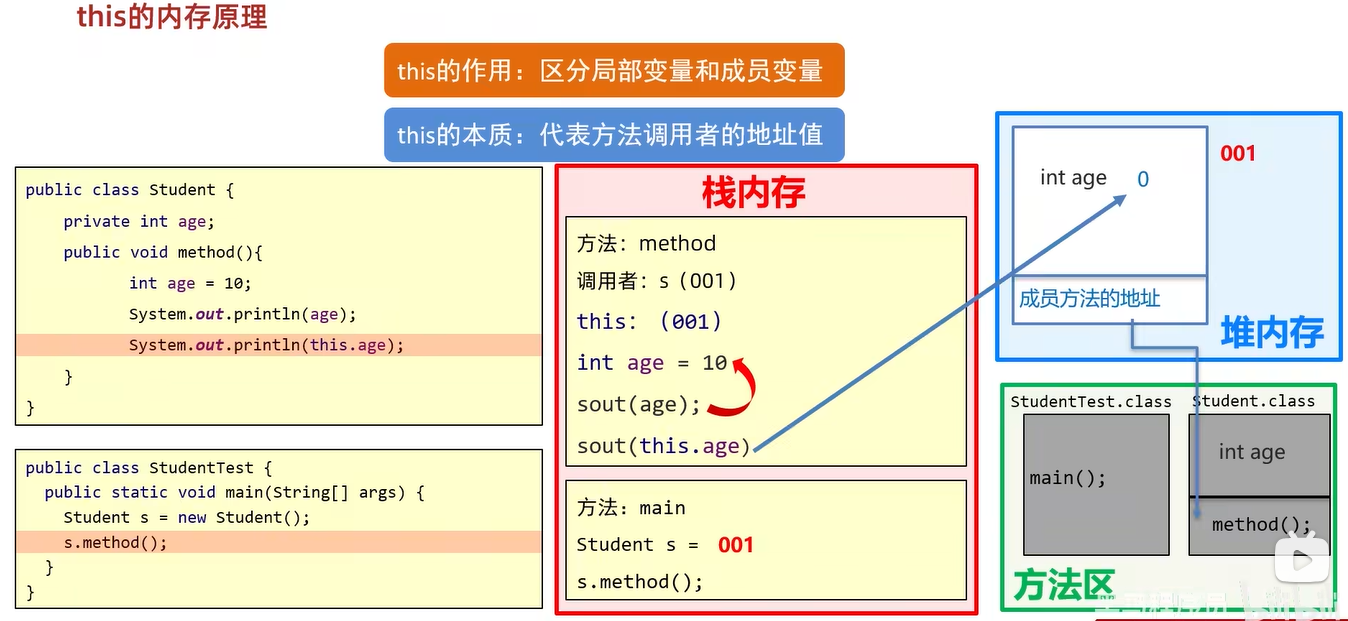 this的内存原理
this的作用：区分局部变量和成员变量
this的本质：代表方法调用者的地址值
public class Student {
private int age;
public void method(){
int age = 10;
System.out.println(age);
System.out.println(this.age);
}
}
public class StudentTest {
public static void main(String[] args) {
Student s = new Student();
s.method();
}
}
栈内存
方法：method
调用者：s（001）
this：（001）
int age = 10
sout(age);
sout(this.age)
方法：main
Student s = 001
s.method();
int age 0
001
成员方法的地址
堆内存
StudentTest.class
main();
Student.class
int age
method();
方法区